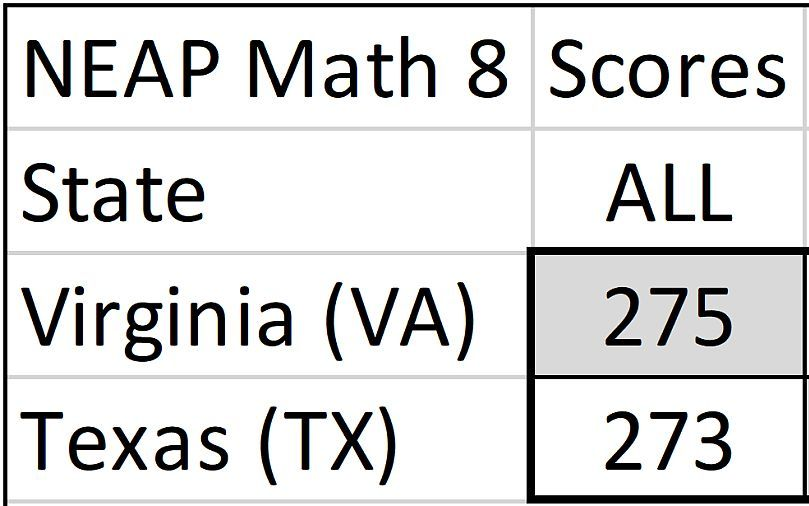 NEAP Math 8 Scores
State ALL
Virginia (VA) 275
Texas (TX) 273